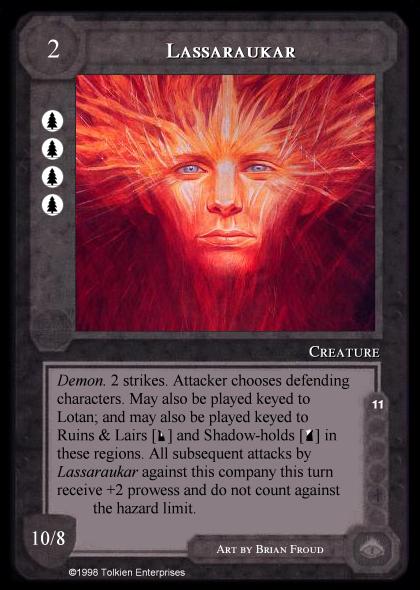 2
LASSARAUKAR
CREATURE
Demon. 2 strikes. Attacker chooses defending
characters. May also be played keyed to
Lotan; and may also be played keyed to
Ruins & Lairs [] and Shadow-holds [] in
these regions. All subsequent attacks by
Lassaraukar against this company this turn
receive +2 prowess and do not count against
the hazard limit.
11
10/8
ART BY BRIAN FROUD
©1998 Tolkien Enterprises